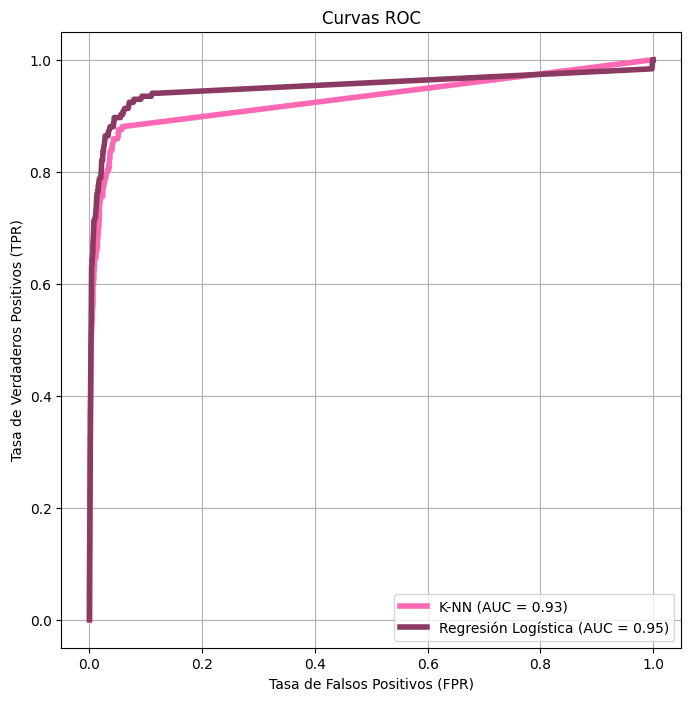 Curvas ROC
1.0
0.8
0.6
0.4
0.2
0.0
Tasa de Verdaderos Positivos (TPR)
0.0 0.2 0.4 0.6 0.8 1.0
Tasa de Falsos Positivos (FPR)
K-NN (AUC = 0.93)
Regresión Logística (AUC = 0.95)